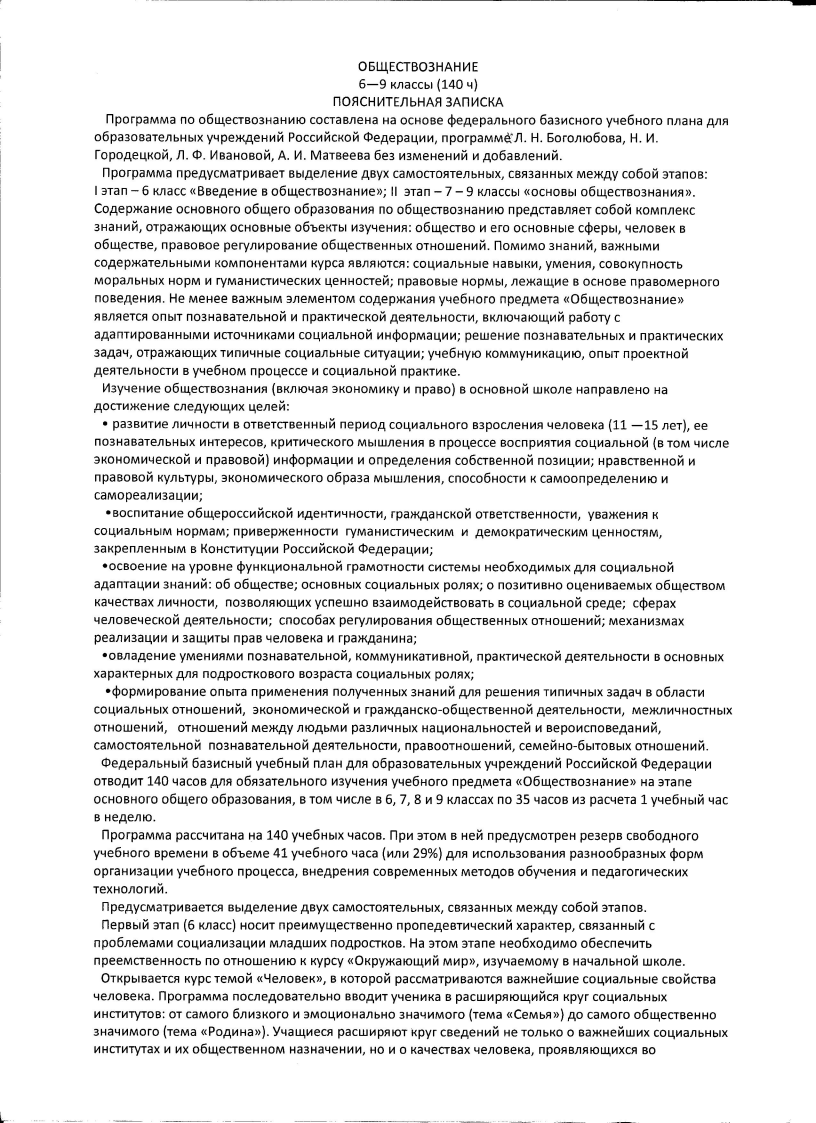 ОБЩЕСТВОЗНАНИЕ
6—9 классы (140 ч)
ПОЯСНИТЕЛЬНАЯ ЗАПИСКА
Программа по обществознанию составлена на основе федерального базисного учебного плана для
образовательных учреждений Российской Федерации, программе Л. Н. Боголюбова, Н. И.
Городецкой, Л. Ф. Ивановой, А. И. Матвеева без изменений и добавлений.
Программа предусматривает выделение двух самостоятельных, связанных между собой этапов:
I этап – 6 класс «Введение в обществознание»; II этап – 7 – 9 классы «основы обществознания».
Содержание основного общего образования по обществознанию представляет собой комплекс
знаний, отражающих основные объекты изучения: общество и его основные сферы, человек в
обществе, правовое регулирование общественных отношений. Помимо знаний, важными
содержательными компонентами курса являются: социальные навыки, умения, совокупность
моральных норм и гуманистических ценностей; правовые нормы, лежащие в основе правомерного
поведения. Не менее важным элементом содержания учебного предмета «Обществознание»
является опыт познавательной и практической деятельности, включающий работу с
адаптированными источниками социальной информации; решение познавательных и практических
задач, отражающих типичные социальные ситуации; учебную коммуникацию, опыт проектной
деятельности в учебном процессе и социальной практике.
Изучение обществознания (включая экономику и право) в основной школе направлено на
достижение следующих целей:
• развитие личности в ответственный период социального взросления человека (11 —15 лет), ее
познавательных интересов, критического мышления в процессе восприятия социальной (в том числе
экономической и правовой) информации и определения собственной позиции; нравственной и
правовой культуры, экономического образа мышления, способности к самоопределению и
самореализации;
•воспитание общероссийской идентичности, гражданской ответственности, уважения к
социальным нормам; приверженности гуманистическим и демократическим ценностям,
закрепленным в Конституции Российской Федерации;
•освоение на уровне функциональной грамотности системы необходимых для социальной
адаптации знаний: об обществе; основных социальных ролях; о позитивно оцениваемых обществом
качествах личности, позволяющих успешно взаимодействовать в социальной среде; сферах
человеческой деятельности; способах регулирования общественных отношений; механизмах
реализации и защиты прав человека и гражданина;
•овладение умениями познавательной, коммуникативной, практической деятельности в основных
характерных для подросткового возраста социальных ролях;
•формирование опыта применения полученных знаний для решения типичных задач в области
социальных отношений, экономической и гражданско-общественной деятельности, межличностных
отношений, отношений между людьми различных национальностей и вероисповеданий,
самостоятельной познавательной деятельности, правоотношений, семейно-бытовых отношений.
Федеральный базисный учебный план для образовательных учреждений Российской Федерации
отводит 140 часов для обязательного изучения учебного предмета «Обществознание» на этапе
основного общего образования, в том числе в 6, 7, 8 и 9 классах по 35 часов из расчета 1 учебный час
в неделю.
Программа рассчитана на 140 учебных часов. При этом в ней предусмотрен резерв свободного
учебного времени в объеме 41 учебного часа (или 29%) для использования разнообразных форм
организации учебного процесса, внедрения современных методов обучения и педагогических
технологий.
Предусматривается выделение двух самостоятельных, связанных между собой этапов.
Первый этап (6 класс) носит преимущественно пропедевтический характер, связанный с
проблемами социализации младших подростков. На этом этапе необходимо обеспечить
преемственность по отношению к курсу «Окружающий мир», изучаемому в начальной школе.
Открывается курс темой «Человек», в которой рассматриваются важнейшие социальные свойства
человека. Программа последовательно вводит ученика в расширяющийся круг социальных
институтов: от самого близкого и эмоционально значимого (тема «Семья») до самого общественно
значимого (тема «Родина»). Учащиеся расширяют круг сведений не только о важнейших социальных
институтах и их общественном назначении, но и о качествах человека, проявляющихся во